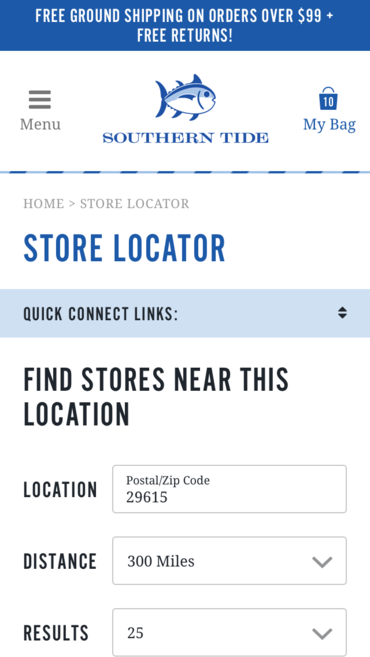 FREE GROUND SHIPPING ON ORDERS OVER $99 +
FREE RETURNS!
Menu
SOUTHERN TIDE
10
My Bag
HOME > STORE LOCATOR
STORE LOCATOR
QUICK CONNECT LINKS:
FIND STORES NEAR THIS
LOCATION
LOCATION
Postal/Zip Code
29615
DISTANCE
300 Miles
RESULTS
25